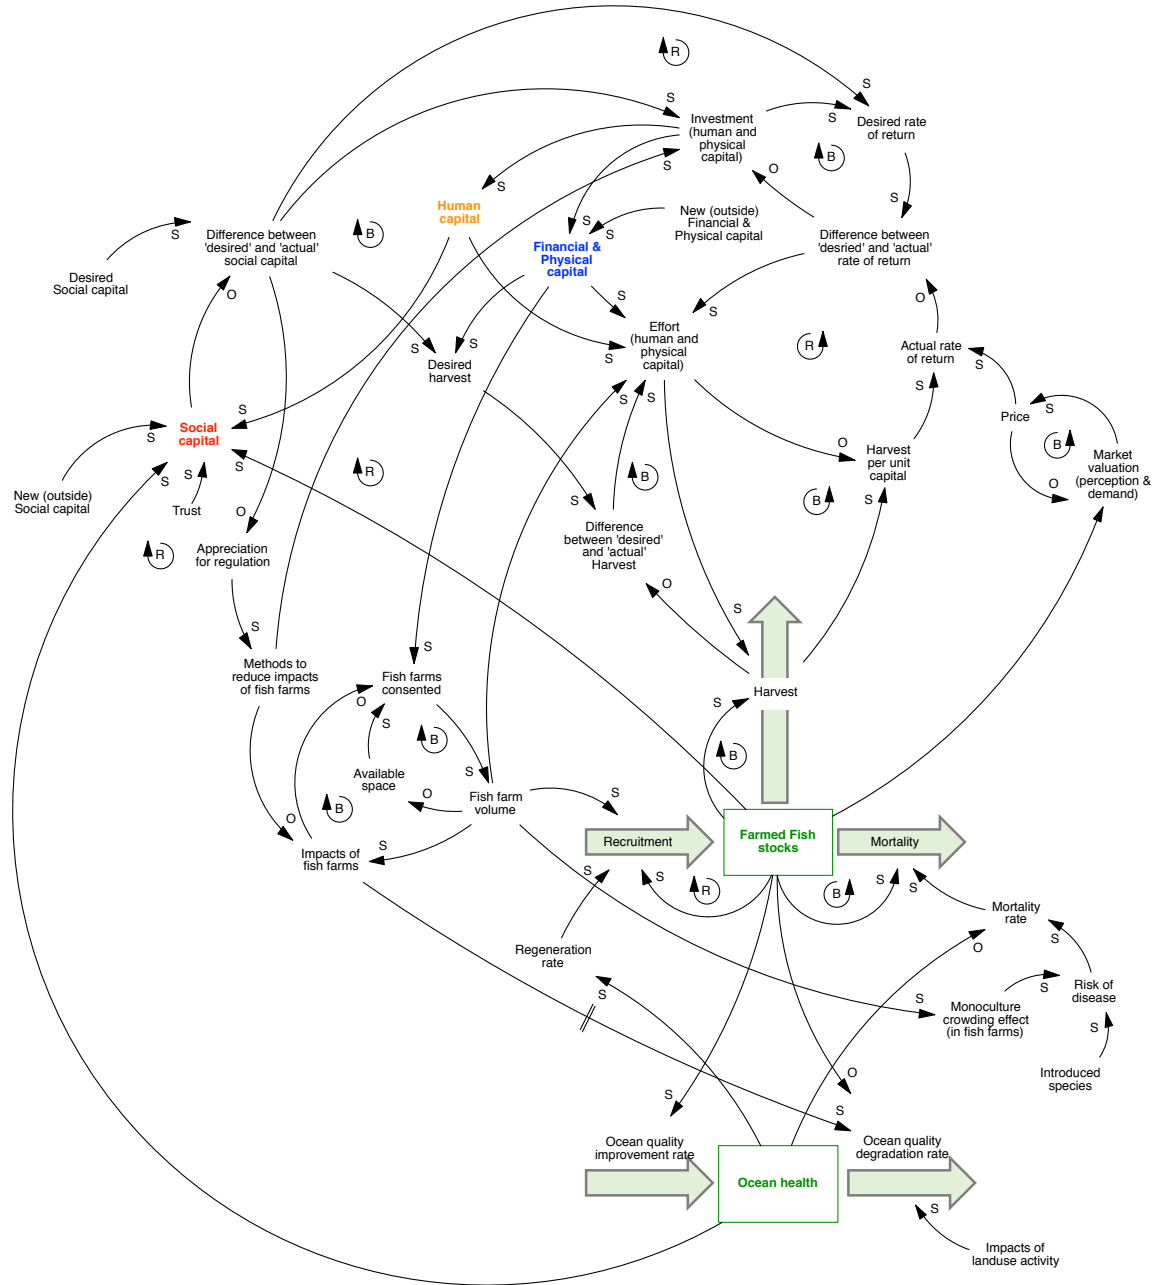 R
S
S
Investment
(human and
physical
capital)
S
Desired rate
of return
B
S
O
S
S
Human
capital
New (outside)
Financial &
Physical capital
S
S
S
Difference between
'desired' and 'actual'
social capital
B
Financial &
Physical
capital
Difference between
'desried' and 'actual'
rate of return
Desired
Social capital
O
S
S
O
Effort
(human and
physical
capital)
R
Actual rate
of return
S
S
S
S
Desired
harvest
S
S
S
S
S
Price
S
Social
capital
S
S
O
B
Harvest
per unit
capital
Market
valuation
(perception &
demand)
New (outside)
Social capital
S
S
Trust
R
B
S
B
S
O
O
Difference
between 'desired'
and 'actual'
Harvest
R
Appreciation
for regulation
O
S
S
S
Methods to
reduce impacts
of fish farms
Fish farms
consented
Harvest
O
S
S
B
B
Available
space
S
Fish farm
volume
O
S
B
O
S
Impacts of
fish farms
Recruitment
Farmed Fish
stocks
Mortality
S
S
R
B
S
S
Mortality
rate
O
S
Regeneration
rate
S
S
S
Risk of
disease
Monoculture
crowding effect
(in fish farms)
S
Introduced
species
O
S
S
Ocean quality
improvement rate
Ocean quality
degradation rate
Ocean health
S
Impacts of
landuse activity